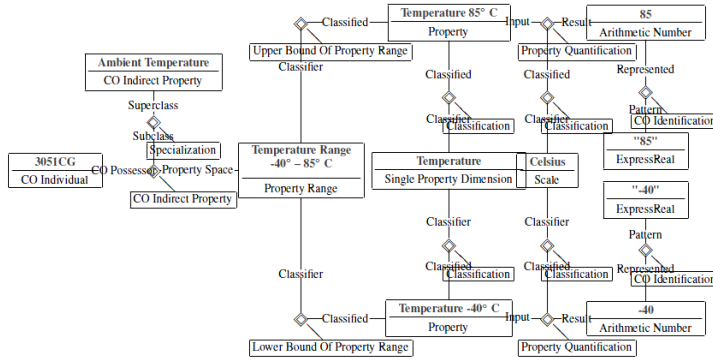 Temperature 85° C
Property
Classified
Input
Result
85
Arithmetic Number
Upper Bound Of Property Range
Property Quantification
Classifier
Ambient Temperature
CO Indirect Property
Classified
Classified
Represented
Superclass
Classification
Classification
Pattern
CO Identification
Subclass
Specialization
"85"
ExpressReal
3051CG
CO Individual
CO Possessor
Property Space
CO Indirect Property
Temperature Range
-40° – 85° C
Property Range
Temperature
Single Property Dimension
Celsius
Scale
"-40"
ExpressReal
Classifier
Classifier
Pattern
Classifier
Classified
Classification
Classified
Classification
Represented
CO Identification
Temperature -40° C
Property
Classified
Input
Result
-40
Arithmetic Number
Lower Bound Of Property Range
Property Quantification